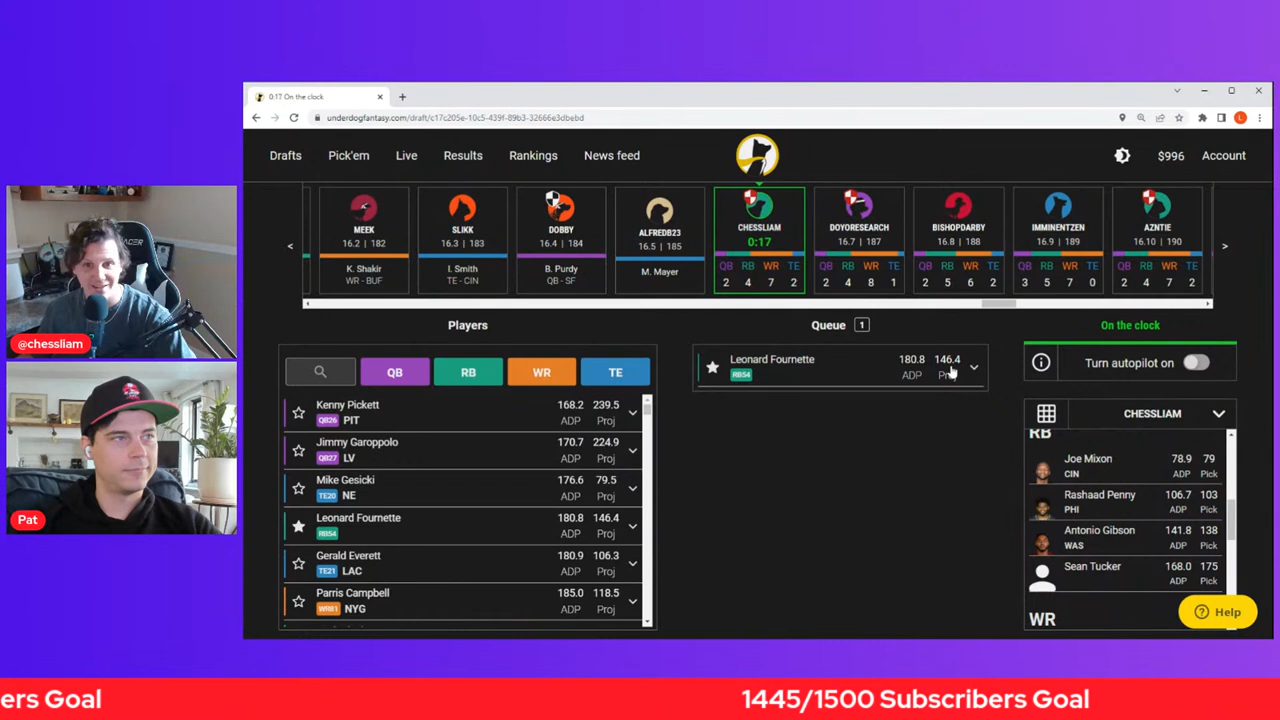 0:17 On the clock
underdogfantasy.com/draft/c17c205e-10c5-439f-89b3-32666e3dbebd
L
Drafts Pick'em Live Results Rankings News feed $996 Account
MEEK
16.2 | 182
K. Shakir
WR - BUF
SLIKK
16.3 | 183
I. Smith
TE - CIN
DOBBY
16.4 | 184
B. Purdy
QB - SF
ALFREDB23
16.5 | 185
M. Mayer
CHESSLIAM
0:17
QB RB WR TE
2 4 7 2
DOYORESEARCH
16.7 | 187
QB RB WR TE
2 4 8 1
BISHOPDARBY
16.8 | 188
QB RB WR TE
2 5 6 2
IMMINENTZEN
16.9 | 189
QB RB WR TE
3 5 7 0
AZNTIE
16.10 | 190
QB RB WR TE
2 4 7 2
Players
QB RB WR TE
Kenny Pickett 168.2 239.5
QB26 PIT ADP Proj
Jimmy Garoppolo 170.7 224.9
QB27 LV ADP Proj
Mike Gesicki 176.6 79.5
TE20 NE ADP Proj
Leonard Fournette 180.8 146.4
RB54 ADP Proj
Gerald Everett 180.9 106.3
TE21 LAC ADP Proj
Parris Campbell 185.0 118.5
WR81 NYG ADP Proj
Queue 1
Leonard Fournette 180.8 146.4
RB54 ADP Proj
On the clock
Turn autopilot on
CHESSLIAM
RB
Joe Mixon 78.9 79
CIN ADP Pick
Rashaad Penny 106.7 103
PHI ADP Pick
Antonio Gibson 141.8 138
WAS ADP Pick
Sean Tucker 168.0 175
ADP Pick
WR
Help
@chessliam
Pat
ers Goal
1445/1500 Subscribers Goal